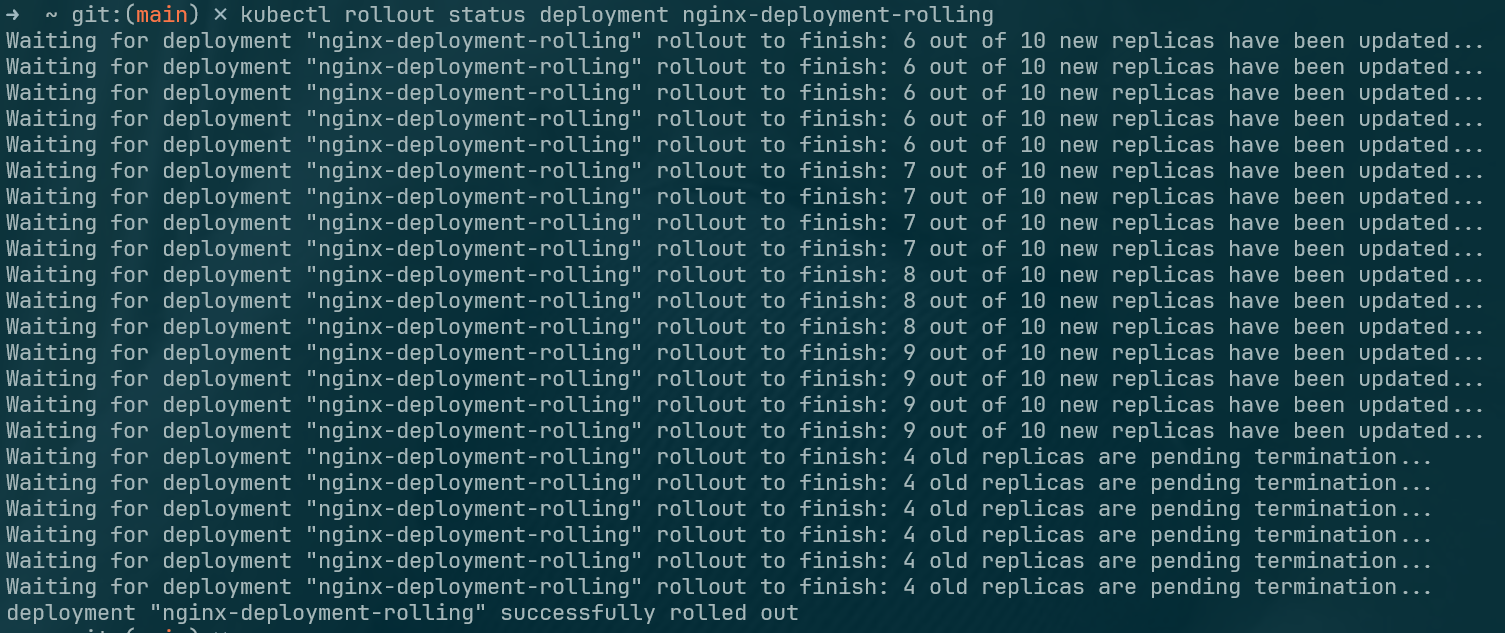 ➜  ~ git:(main) ✗ kubectl rollout status deployment nginx-deployment-rolling
Waiting for deployment "nginx-deployment-rolling" rollout to finish: 6 out of 10 new replicas have been updated...
Waiting for deployment "nginx-deployment-rolling" rollout to finish: 6 out of 10 new replicas have been updated...
Waiting for deployment "nginx-deployment-rolling" rollout to finish: 6 out of 10 new replicas have been updated...
Waiting for deployment "nginx-deployment-rolling" rollout to finish: 6 out of 10 new replicas have been updated...
Waiting for deployment "nginx-deployment-rolling" rollout to finish: 6 out of 10 new replicas have been updated...
Waiting for deployment "nginx-deployment-rolling" rollout to finish: 7 out of 10 new replicas have been updated...
Waiting for deployment "nginx-deployment-rolling" rollout to finish: 7 out of 10 new replicas have been updated...
Waiting for deployment "nginx-deployment-rolling" rollout to finish: 7 out of 10 new replicas have been updated...
Waiting for deployment "nginx-deployment-rolling" rollout to finish: 7 out of 10 new replicas have been updated...
Waiting for deployment "nginx-deployment-rolling" rollout to finish: 8 out of 10 new replicas have been updated...
Waiting for deployment "nginx-deployment-rolling" rollout to finish: 8 out of 10 new replicas have been updated...
Waiting for deployment "nginx-deployment-rolling" rollout to finish: 8 out of 10 new replicas have been updated...
Waiting for deployment "nginx-deployment-rolling" rollout to finish: 9 out of 10 new replicas have been updated...
Waiting for deployment "nginx-deployment-rolling" rollout to finish: 9 out of 10 new replicas have been updated...
Waiting for deployment "nginx-deployment-rolling" rollout to finish: 9 out of 10 new replicas have been updated...
Waiting for deployment "nginx-deployment-rolling" rollout to finish: 9 out of 10 new replicas have been updated...
Waiting for deployment "nginx-deployment-rolling" rollout to finish: 4 old replicas are pending termination...
Waiting for deployment "nginx-deployment-rolling" rollout to finish: 4 old replicas are pending termination...
Waiting for deployment "nginx-deployment-rolling" rollout to finish: 4 old replicas are pending termination...
Waiting for deployment "nginx-deployment-rolling" rollout to finish: 4 old replicas are pending termination...
Waiting for deployment "nginx-deployment-rolling" rollout to finish: 4 old replicas are pending termination...
Waiting for deployment "nginx-deployment-rolling" rollout to finish: 4 old replicas are pending termination...
deployment "nginx-deployment-rolling" successfully rolled out